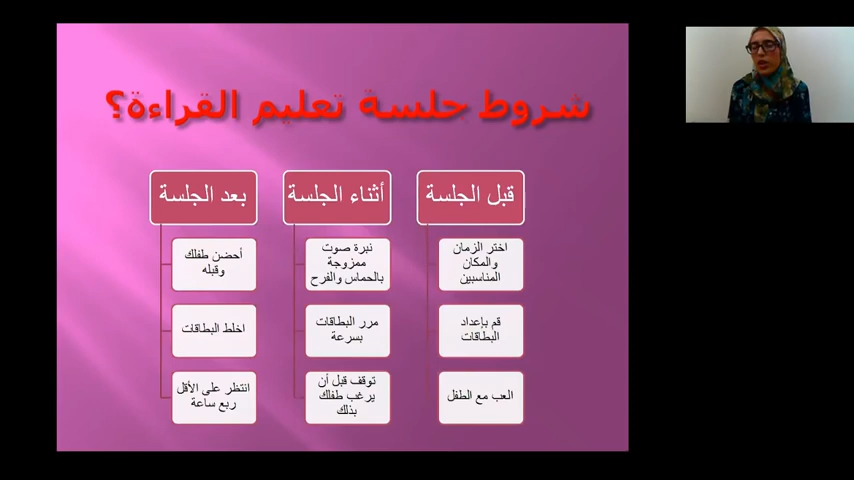 شروط جلسة تعليم القراءة؟
قبل الجلسة
اختر الزمان
والمكان
المناسبين
قم بإعداد
البطاقات
العب مع الطفل
أثناء الجلسة
نبرة صوت
ممزوجة
بالحماس والفرح
مرر البطاقات
بسرعة
توقف قبل أن
يرغب طفلك
بذلك
بعد الجلسة
أحضن طفلك
وقبله
اخلط البطاقات
انتظر على الأقل
ربع ساعة